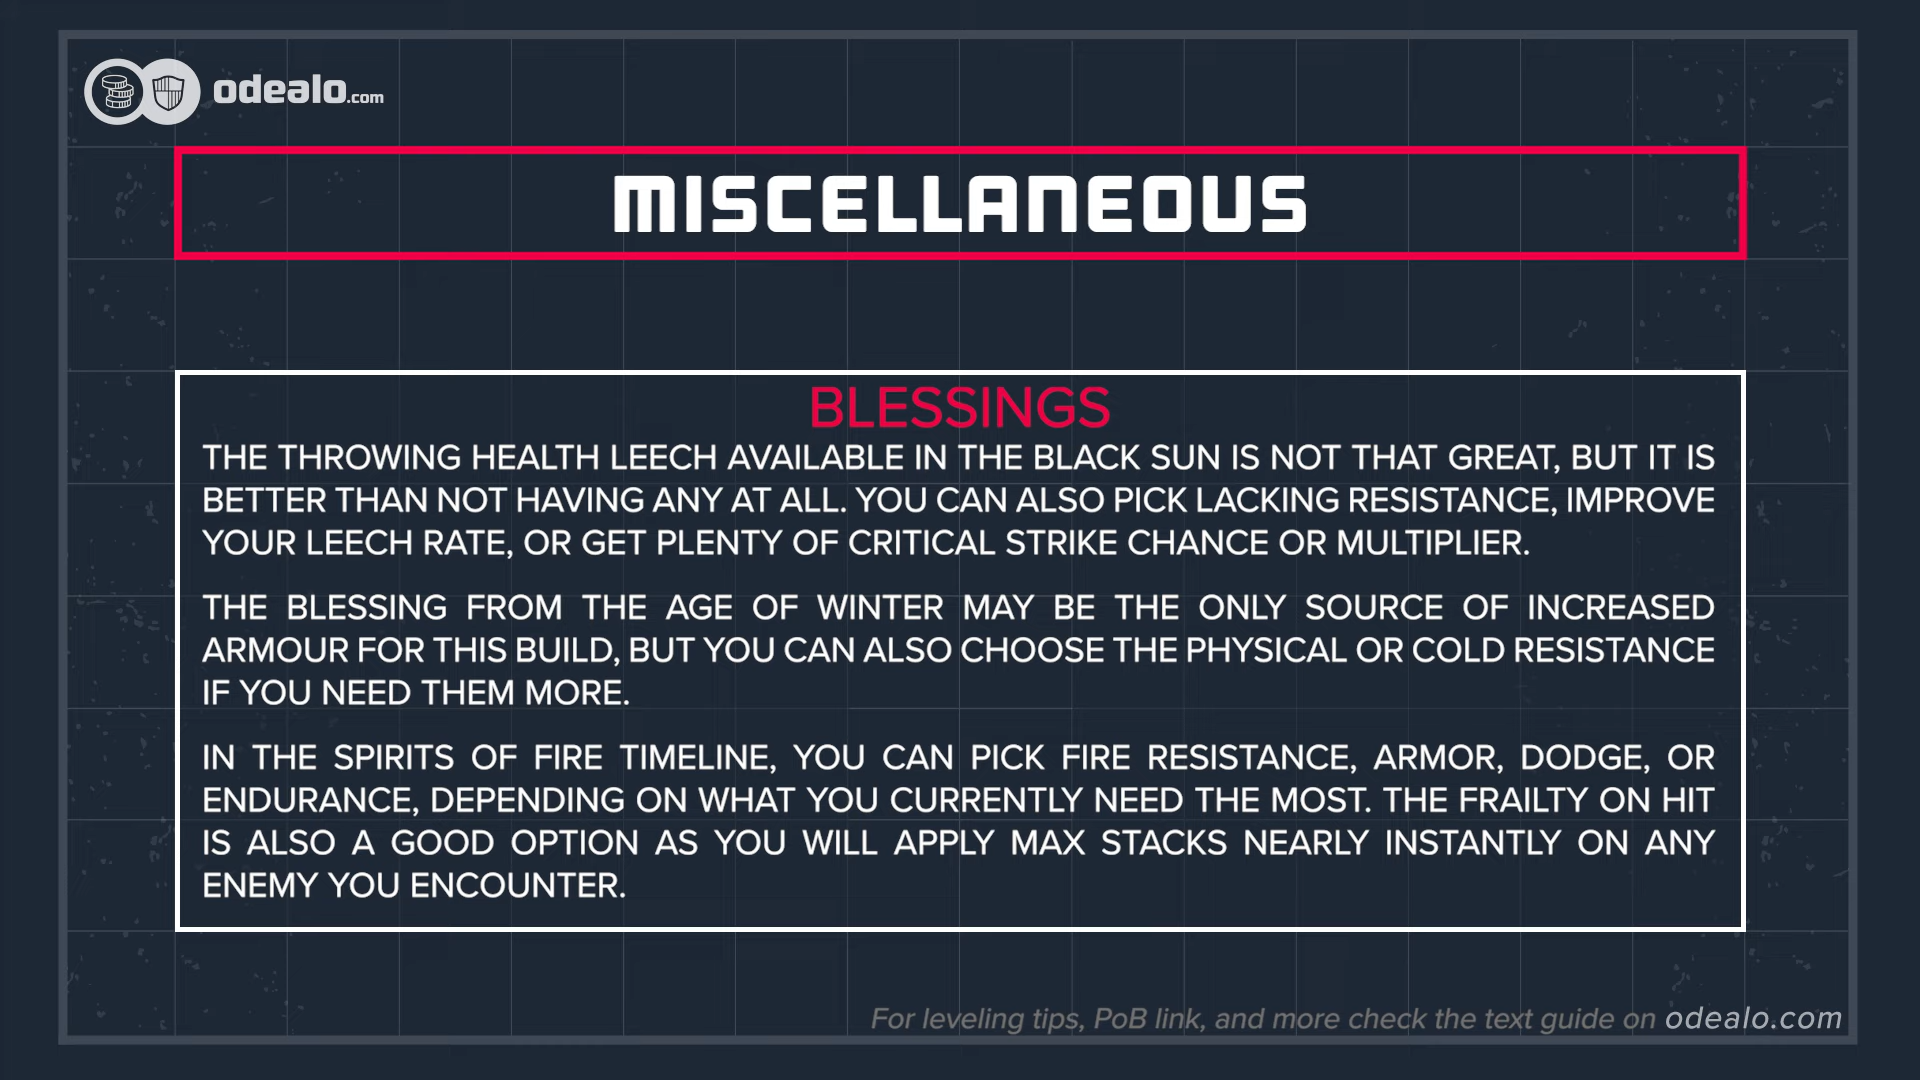 odealo.com
MISCELLANEOUS
BLESSINGS
THE THROWING HEALTH LEECH AVAILABLE IN THE BLACK SUN IS NOT THAT GREAT, BUT IT IS
BETTER THAN NOT HAVING ANY AT ALL. YOU CAN ALSO PICK LACKING RESISTANCE, IMPROVE
YOUR LEECH RATE, OR GET PLENTY OF CRITICAL STRIKE CHANCE OR MULTIPLIER.
THE BLESSING FROM THE AGE OF WINTER MAY BE THE ONLY SOURCE OF INCREASED
ARMOUR FOR THIS BUILD, BUT YOU CAN ALSO CHOOSE THE PHYSICAL OR COLD RESISTANCE
IF YOU NEED THEM MORE.
IN THE SPIRITS OF FIRE TIMELINE, YOU CAN PICK FIRE RESISTANCE, ARMOR, DODGE, OR
ENDURANCE, DEPENDING ON WHAT YOU CURRENTLY NEED THE MOST. THE FRAILTY ON HIT
IS ALSO A GOOD OPTION AS YOU WILL APPLY MAX STACKS NEARLY INSTANTLY ON ANY
ENEMY YOU ENCOUNTER.
For leveling tips, PoB link, and more check the text guide on odealo.com